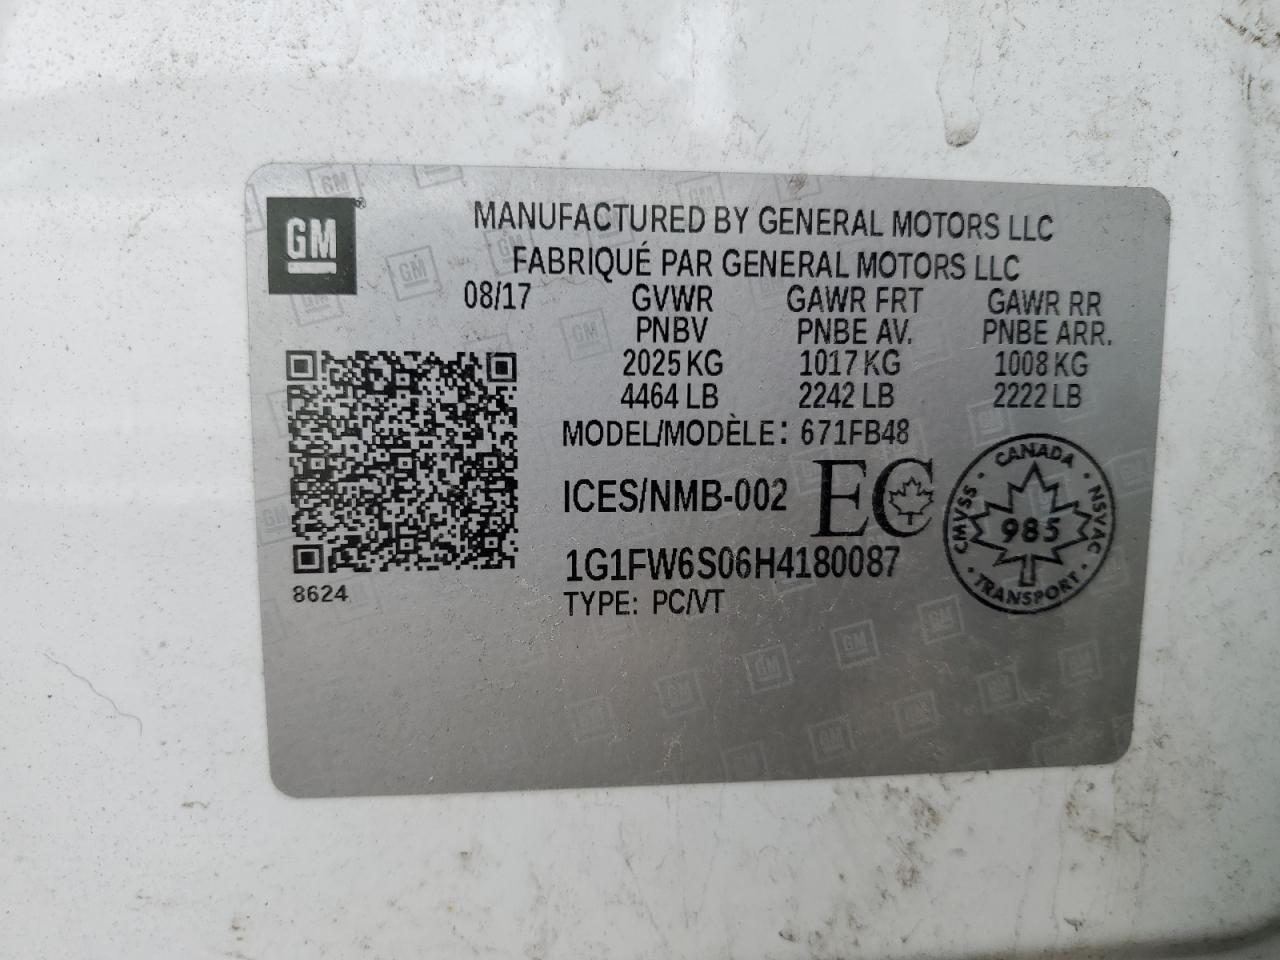 GM
MANUFACTURED BY GENERAL MOTORS LLC
FABRIQUÉ PAR GENERAL MOTORS LLC
08/17 GVWR GAWR FRT GAWR RR
PNBV PNBE AV. PNBE ARR.
2025 KG 1017 KG 1008 KG
4464 LB 2242 LB 2222 LB
MODEL/MODÈLE: 671FB48
ICES/NMB-002 EC
1G1FW6S06H4180087
TYPE: PC/VT
8624
CANADA
CMVSS 985 NSVAC
TRANSPORT